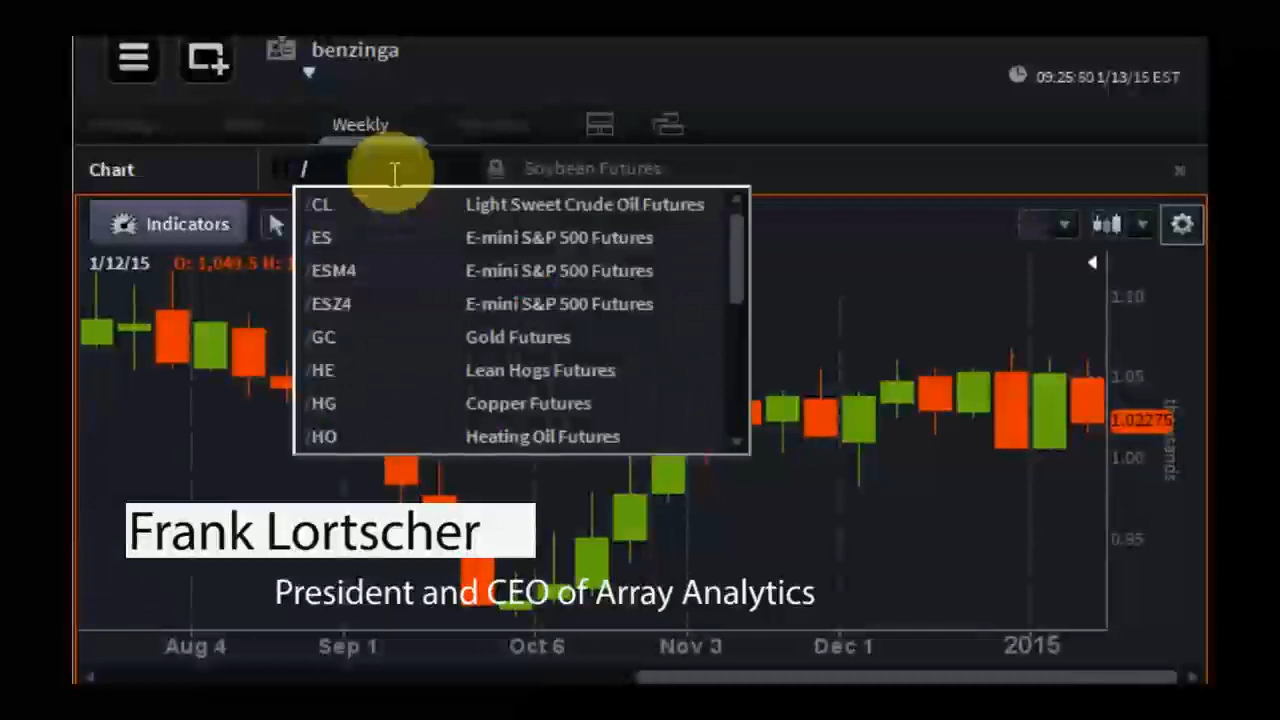 benzinga
09:25:50 1/13/15 EST
Weekly
Chart
/
Soybean Futures
Indicators
/CL Light Sweet Crude Oil Futures
/ES E-mini S&P 500 Futures
/ESM4 E-mini S&P 500 Futures
/ESZ4 E-mini S&P 500 Futures
/GC Gold Futures
/HE Lean Hogs Futures
/HG Copper Futures
/HO Heating Oil Futures
1/12/15 O: 1,049.5 H:
1.10
1.05
1.02275
1.00
thousands
0.95
Frank Lortscher
President and CEO of Array Analytics
Aug 4 Sep 1 Oct 6 Nov 3 Dec 1 2015